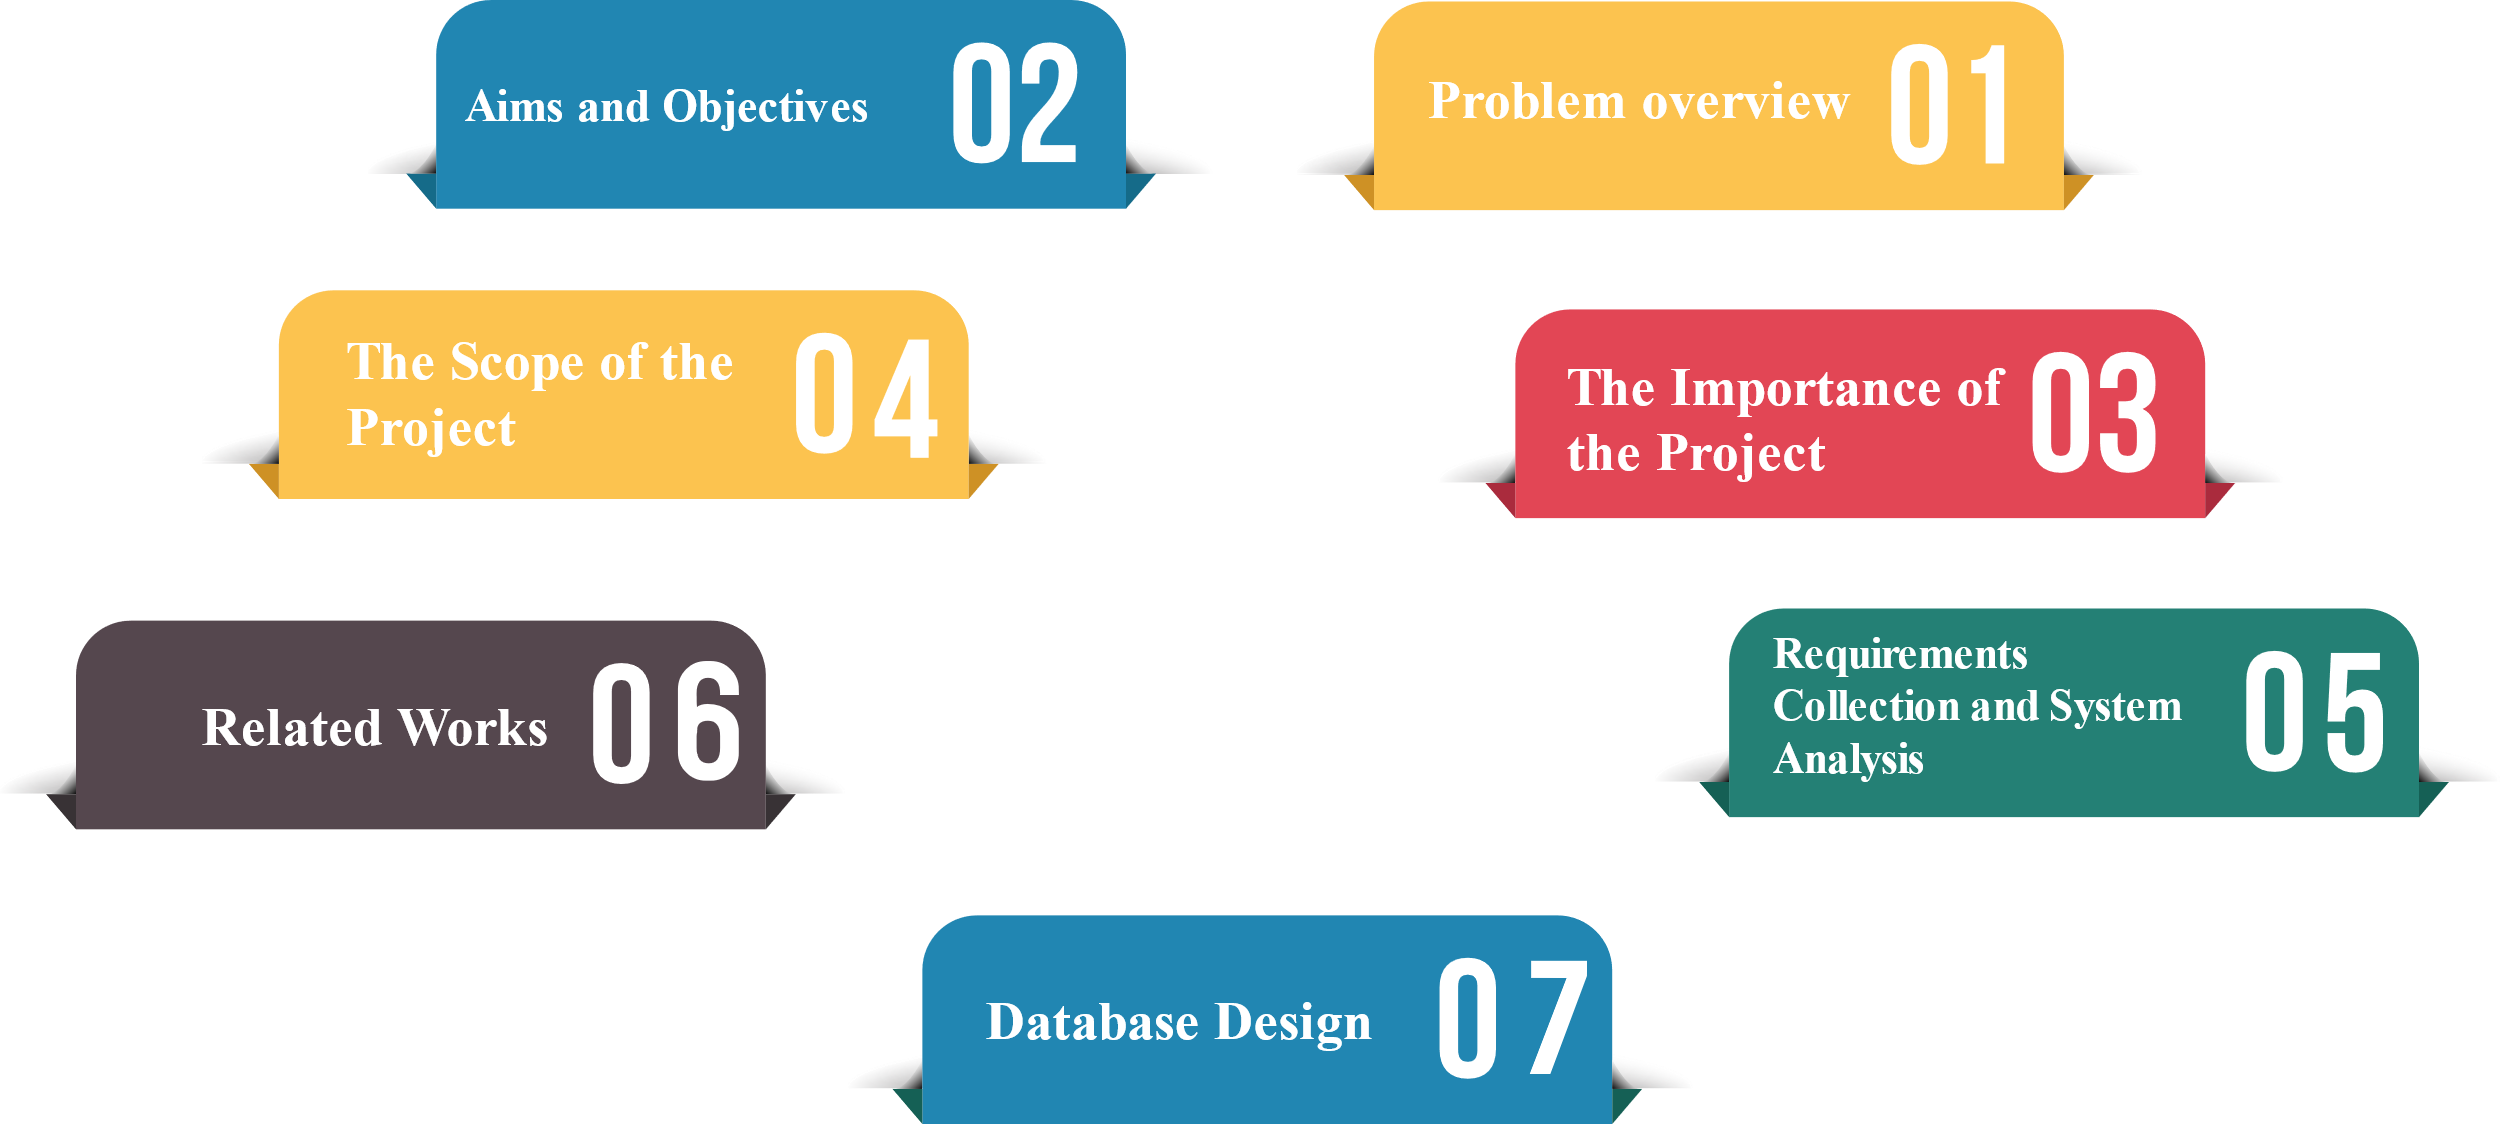 Problem overview 01
Aims and Objectives 02
The Importance of
the Project
03
The Scope of the
Project
04
Requirements
Collection and System
Analysis
05
Related Works 06
Database Design 07